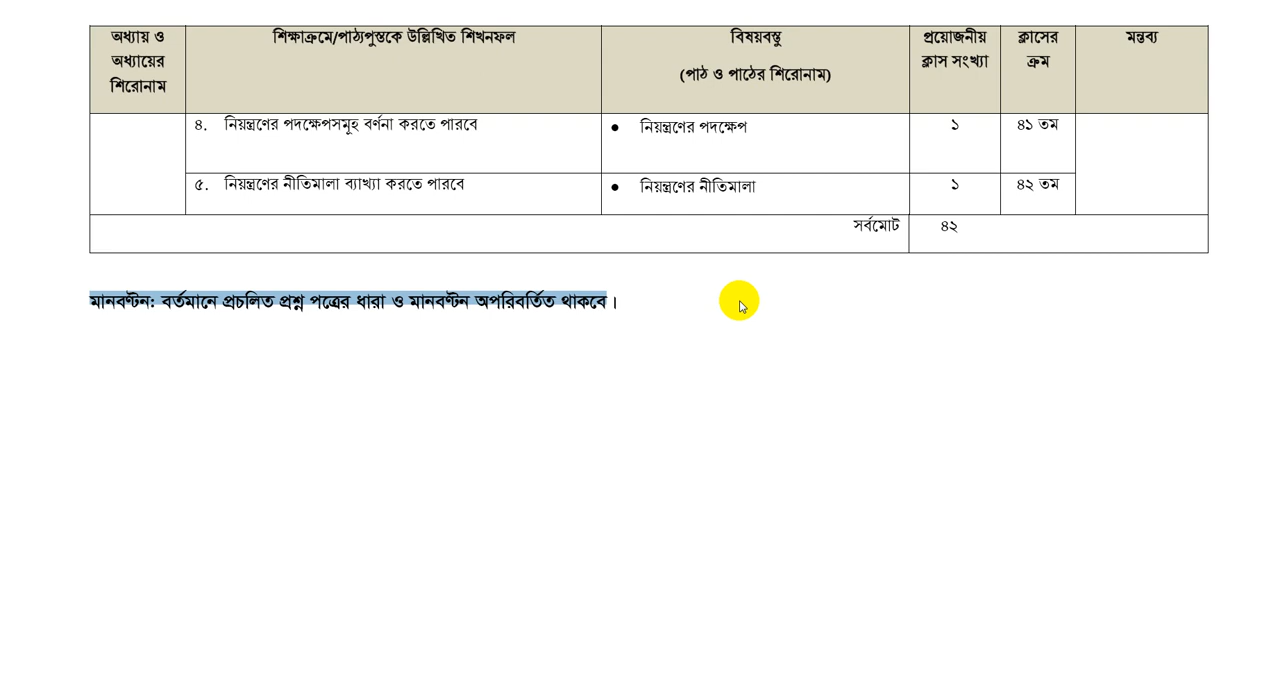 অধ্যায় ও অধ্যায়ের শিরোনাম
শিক্ষাক্রমে/পাঠ্যপুস্তকে উল্লিখিত শিখনফল
বিষয়বস্তু
(পাঠ ও পাঠের শিরোনাম)
প্রয়োজনীয় ক্লাস সংখ্যা
ক্লাসের ক্রম
মন্তব্য
৪. নিয়ন্ত্রণের পদক্ষেপসমূহ বর্ণনা করতে পারবে
● নিয়ন্ত্রণের পদক্ষেপ
১
৪১ তম
৫. নিয়ন্ত্রণের নীতিমালা ব্যাখ্যা করতে পারবে
● নিয়ন্ত্রণের নীতিমালা
১
৪২ তম
সর্বমোট
৪২
মানবণ্টন: বর্তমানে প্রচলিত প্রশ্ন পত্রের ধারা ও মানবণ্টন অপরিবর্তিত থাকবে।